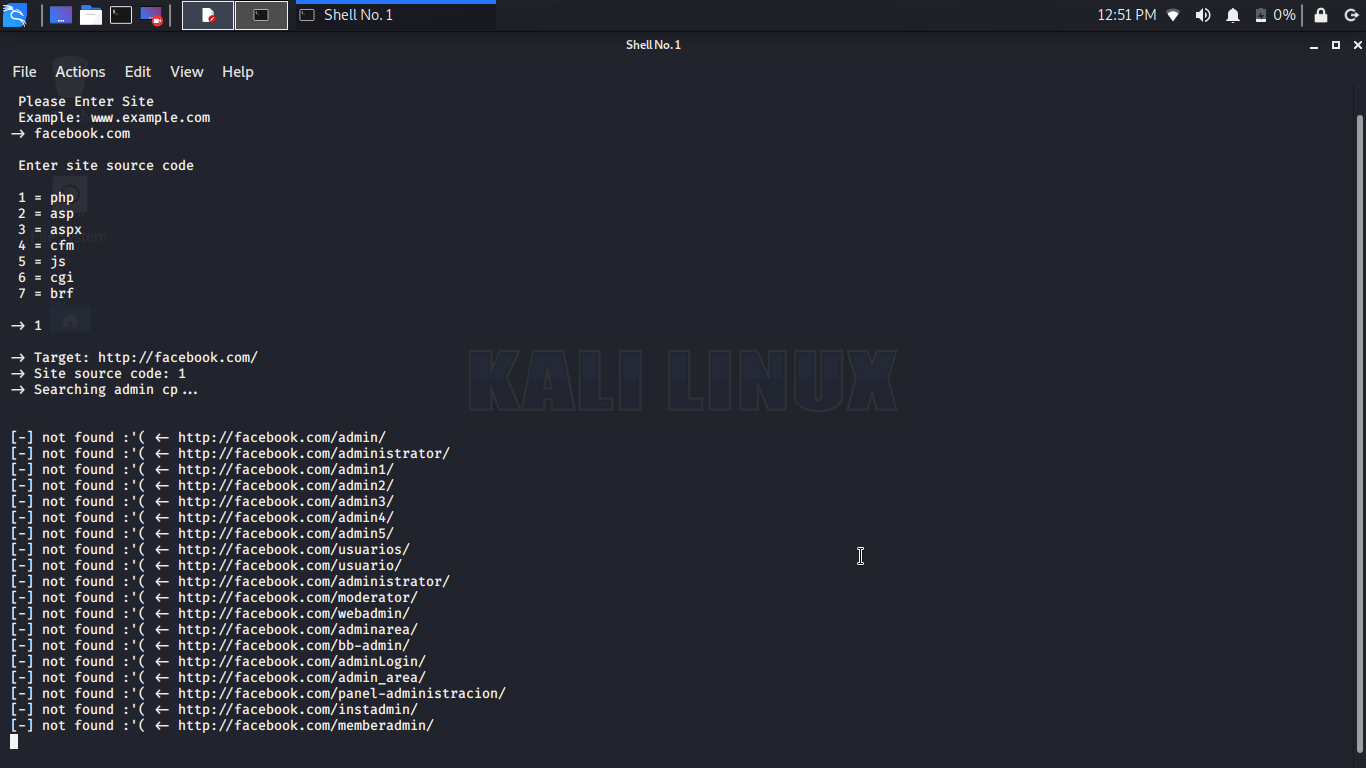 Shell No. 1
12:51 PM
0%
Shell No.1
File Actions Edit View Help
Please Enter Site
Example: www.example.com
→ facebook.com
Enter site source code
1 = php
2 = asp
3 = aspx
4 = cfm
5 = js
6 = cgi
7 = brf
→ 1
→ Target: http://facebook.com/
→ Site source code: 1
→ Searching admin cp ...
KALI LINUX
[-] not found :'( ← http://facebook.com/admin/
[-] not found :'( ← http://facebook.com/administrator/
[-] not found :'( ← http://facebook.com/admin1/
[-] not found :'( ← http://facebook.com/admin2/
[-] not found :'( ← http://facebook.com/admin3/
[-] not found :'( ← http://facebook.com/admin4/
[-] not found :'( ← http://facebook.com/admin5/
[-] not found :'( ← http://facebook.com/usuarios/
[-] not found :'( ← http://facebook.com/usuario/
[-] not found :'( ← http://facebook.com/administrator/
[-] not found :'( ← http://facebook.com/moderator/
[-] not found :'( ← http://facebook.com/webadmin/
[-] not found :'( ← http://facebook.com/adminarea/
[-] not found :'( ← http://facebook.com/bb-admin/
[-] not found :'( ← http://facebook.com/adminLogin/
[-] not found :'( ← http://facebook.com/admin_area/
[-] not found :'( ← http://facebook.com/panel-administracion/
[-] not found :'( ← http://facebook.com/instadmin/
[-] not found :'( ← http://facebook.com/memberadmin/